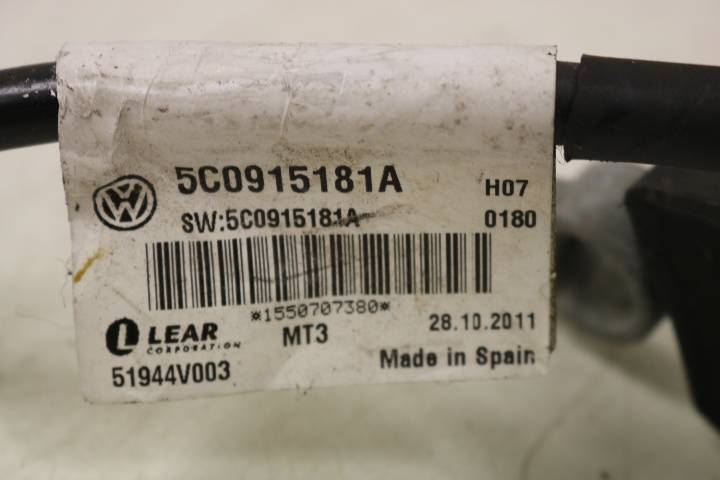 5C0915181A
H07
SW:5C0915181A
0180
*1550707380*
LEAR
CORPORATION
MT3
28.10.2011
51944V003
Made in Spain